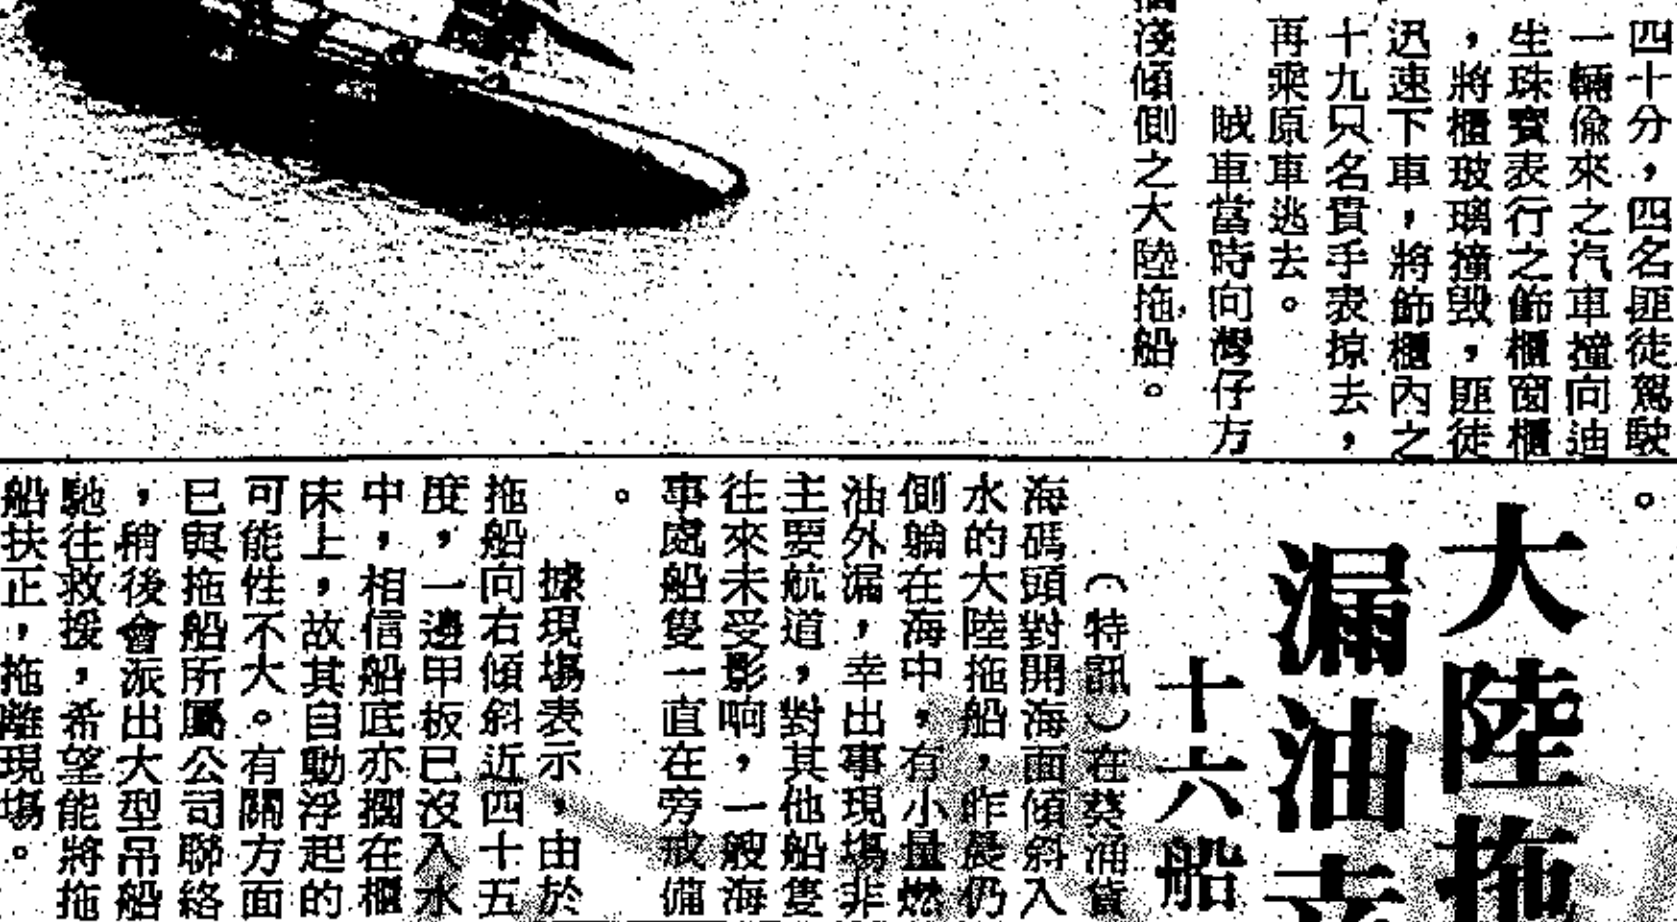 四十分，四名匪徒駕駛
一輛偷來之汽車撞向迪
生珠寶表行之飾櫃窗櫃
，將櫃玻璃撞毀，匪徒
迅速下車，將飾櫃內之
十九只名貴手表掠去，
再乘原車逃去。
賊車當時向灣仔方
淺傾側之大陸拖船。
。
大陸拖
漏油
十六船
（特訊）在葵涌貨
海碼頭對開海面傾斜入
水的大陸拖船，昨晨仍
側躺在海中，有小量燃
油外漏，幸出事現場非
主要航道，對其他船隻
往來未受影响，一艘海
事處船隻一直在旁戒備
。
據現場表示，由於
拖船向右傾斜近四十五
度，一邊甲板已沒入水
中，相信船底亦擱在櫃
床上，故其自動浮起的
可能性不大。有關方面
已與拖船所屬公司聯絡
，稍後會派出大型吊船
馳往救援，希望能將拖
船扶正，拖離現場。